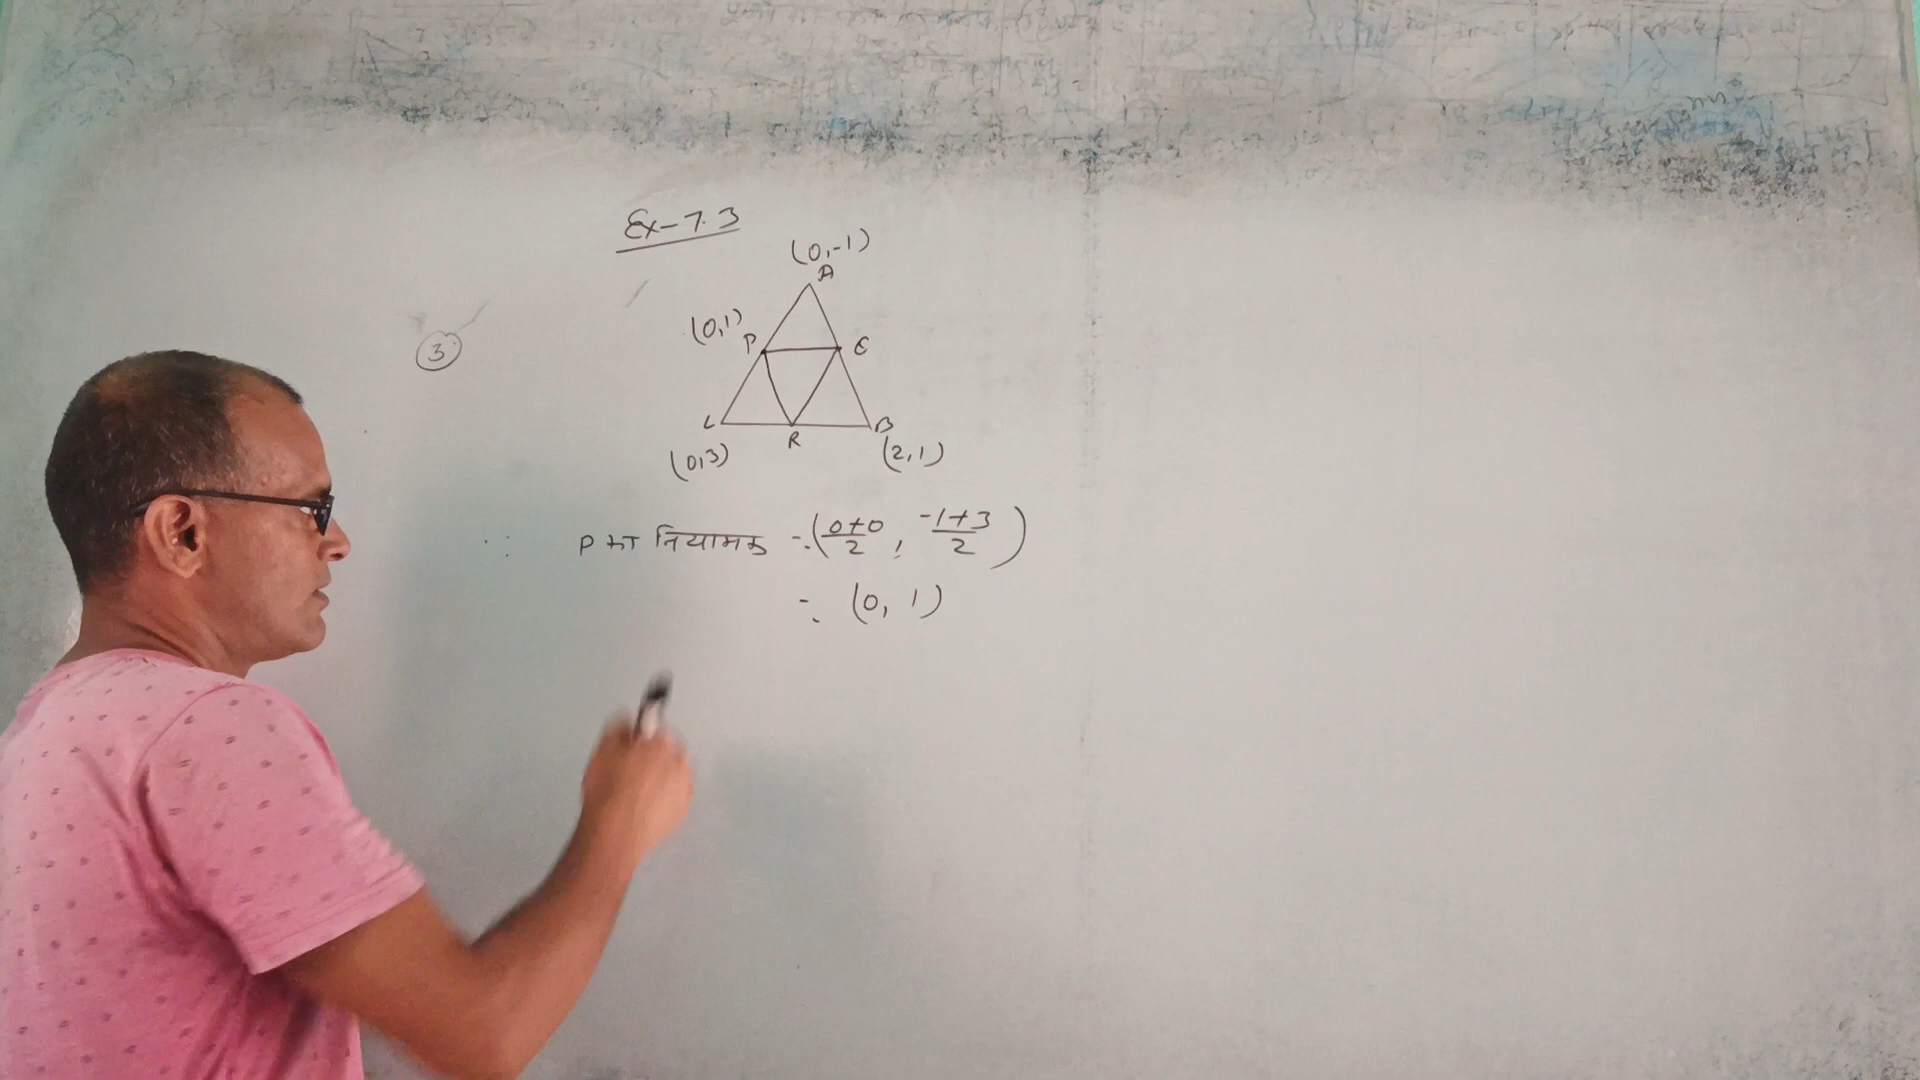 Ex-7.3
(0,-1)
A
(0,1)
P
E
3
L
R
B
(0,3)
(2,1)
∴ P का नियामक = (0+0/2, -1+3/2)
= (0, 1)